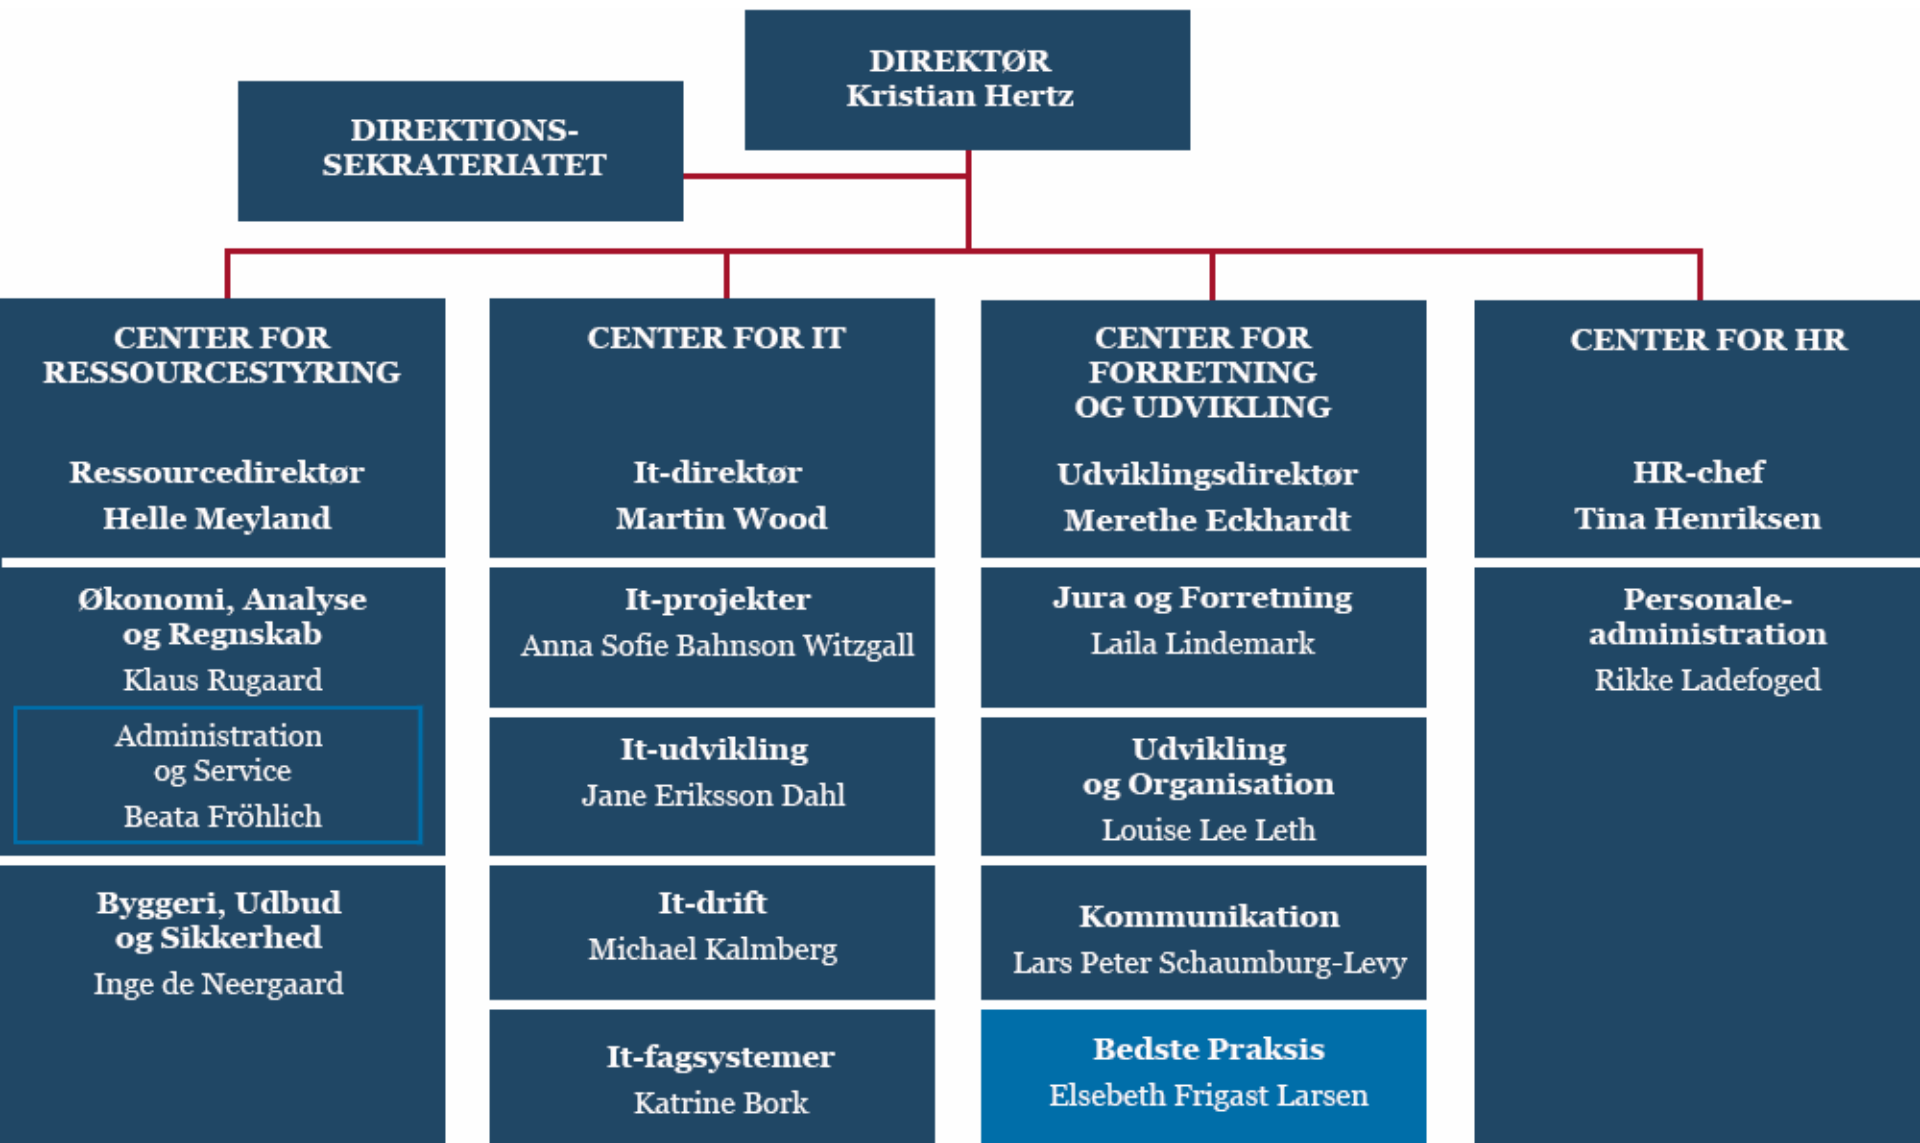 DIREKTØR
Kristian Hertz
DIREKTIONS-
SEKRATERIATET
CENTER FOR
RESSOURCESTYRING
Ressourcedirektør
Helle Meyland
Økonomi, Analyse
og Regnskab
Klaus Rugaard
Administration
og Service
Beata Fröhlich
Byggeri, Udbud
og Sikkerhed
Inge de Neergaard
CENTER FOR IT
It-direktør
Martin Wood
It-projekter
Anna Sofie Bahnson Witzgall
It-udvikling
Jane Eriksson Dahl
It-drift
Michael Kalmberg
It-fagsystemer
Katrine Bork
CENTER FOR
FORRETNING
OG UDVIKLING
Udviklingsdirektør
Merethe Eckhardt
Jura og Forretning
Laila Lindemark
Udvikling
og Organisation
Louise Lee Leth
Kommunikation
Lars Peter Schaumburg-Levy
Bedste Praksis
Elsebeth Frigast Larsen
CENTER FOR HR
HR-chef
Tina Henriksen
Personale-
administration
Rikke Ladefoged